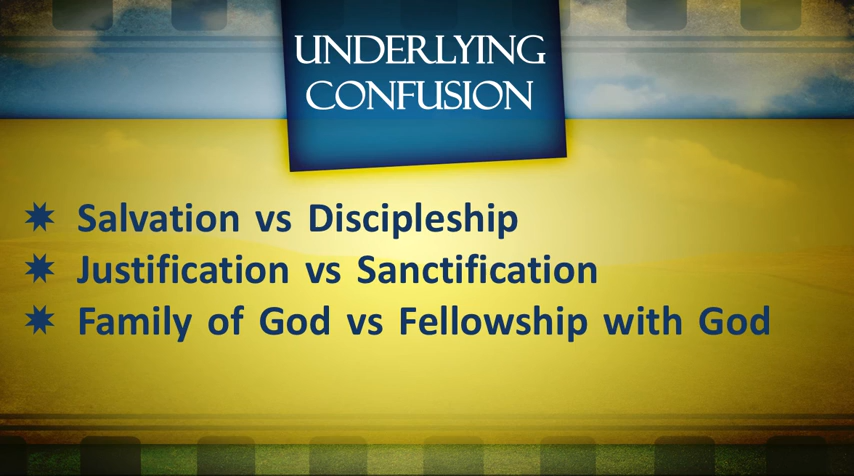 UNDERLYING
CONFUSION
Salvation vs Discipleship
Justification vs Sanctification
Family of God vs Fellowship with God